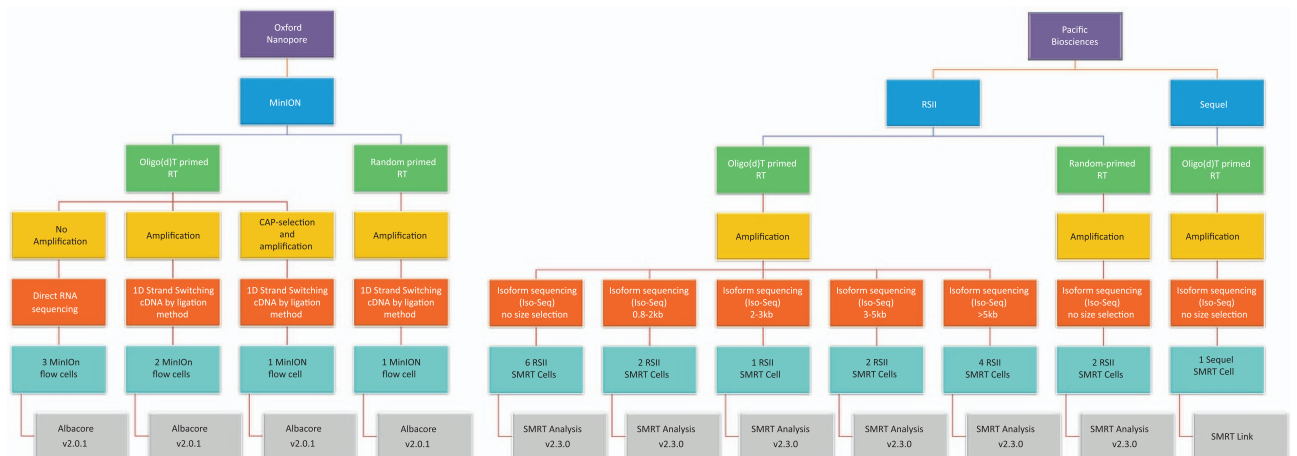 Oxford
Nanopore
Pacific
Biosciences
MinION
RSII
Sequel
Oligo(d)T primed
RT
Random primed
RT
Oligo(d)T primed
RT
Random-primed
RT
Oligo(d)T primed
RT
No
Amplification
Amplification
CAP-selection
and
amplification
Amplification
Amplification
Amplification
Amplification
Direct RNA
sequencing
1D Strand Switching
cDNA by ligation
method
1D Strand Switching
cDNA by ligation
method
1D Strand Switching
cDNA by ligation
method
Isoform sequencing
(Iso-Seq)
no size selection
Isoform sequencing
(Iso-Seq)
0.8-2kb
Isoform sequencing
(Iso-Seq)
2-3kb
Isoform sequencing
(Iso-Seq)
3-5kb
Isoform sequencing
(Iso-Seq)
>5kb
Isoform sequencing
(Iso-Seq)
no size selection
Isoform sequencing
(Iso-Seq)
no size selection
3 MinIOn
flow cells
2 MinIOn
flow cells
1 MinION
flow cell
1 MinION
flow cell
6 RSII
SMRT Cells
2 RSII
SMRT Cells
1 RSII
SMRT Cell
2 RSII
SMRT Cells
4 RSII
SMRT Cells
2 RSII
SMRT Cells
1 Sequel
SMRT Cell
Albacore
v2.0.1
Albacore
v2.0.1
Albacore
v2.0.1
Albacore
v2.0.1
SMRT Analysis
v2.3.0
SMRT Analysis
v2.3.0
SMRT Analysis
v2.3.0
SMRT Analysis
v2.3.0
SMRT Analysis
v2.3.0
SMRT Analysis
v2.3.0
SMRT Link